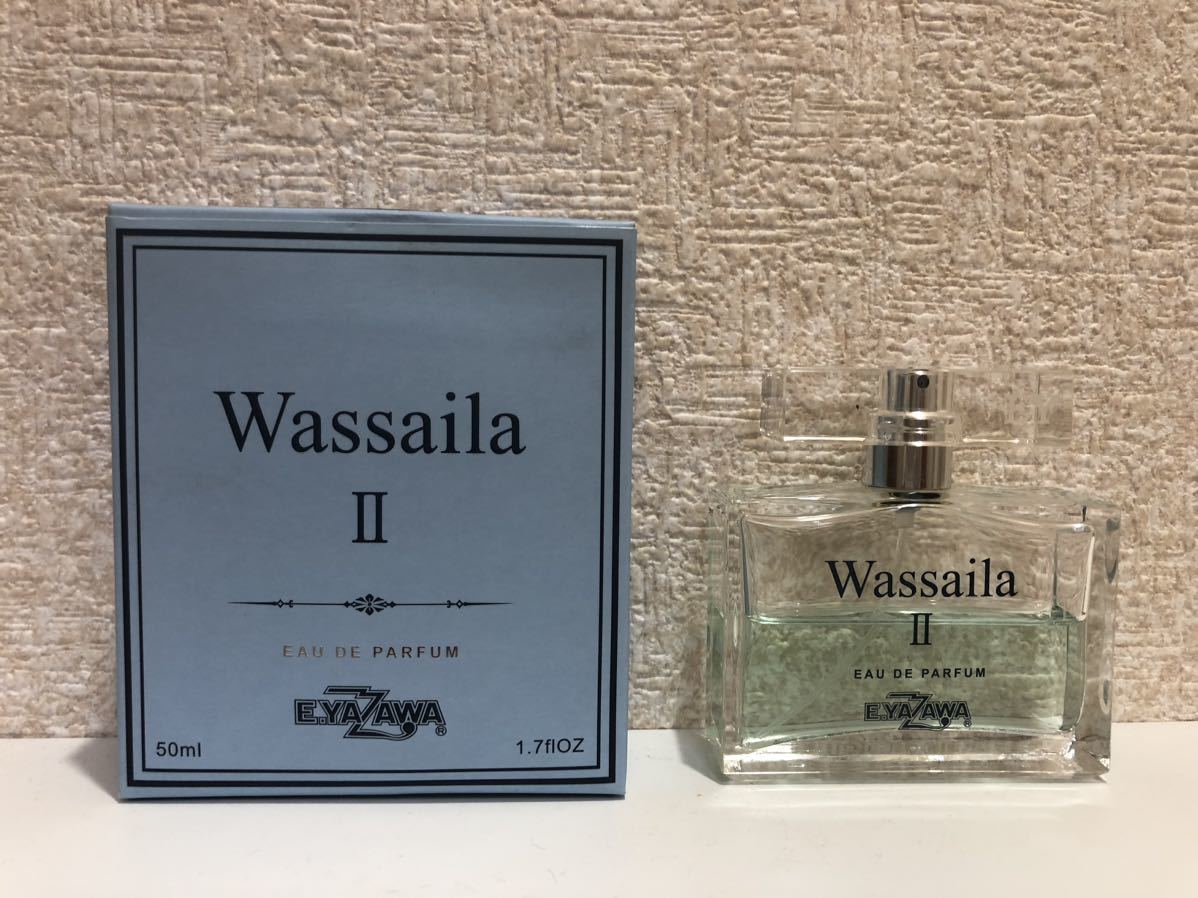 Wassaila
II
EAU DE PARFUM
E.YAZAWA®
50ml 1.7flOZ
Wassaila
II
EAU DE PARFUM
E.YAZAWA®